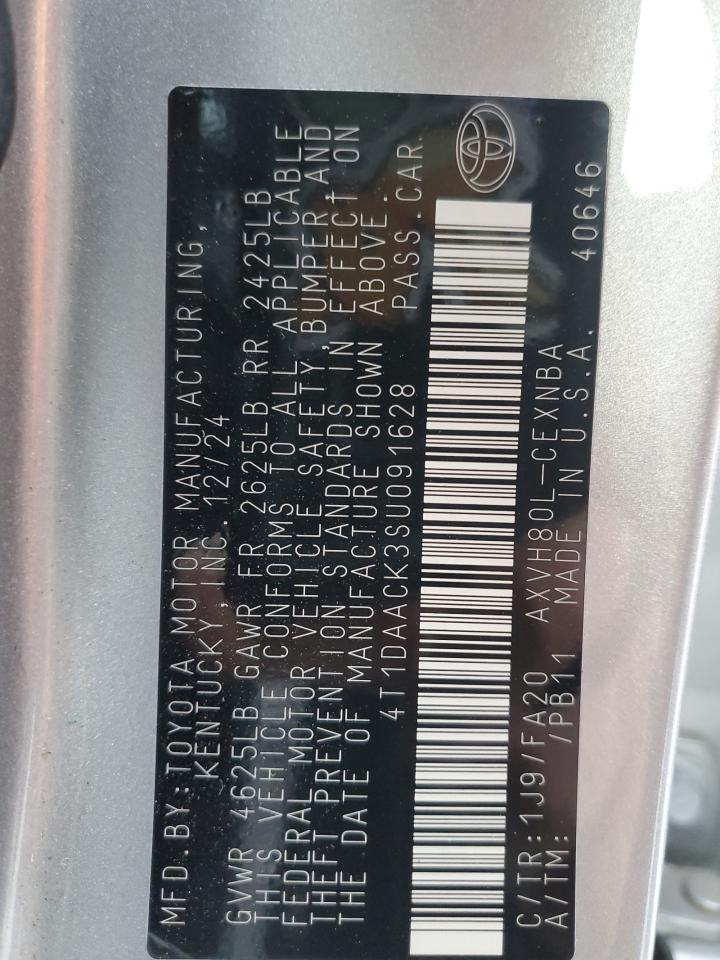 MFD.BY:TOYOTA MOTOR MANUFACTURING,
KENTUCKY,INC.12/24
GVWR 4625LB GAWR FR 2625LB RR 2425LB
THIS VEHICLE CONFORMS TO ALL APPLICABLE
FEDERAL MOTOR VEHICLE SAFETY,BUMPER,AND
THEFT PREVENTION STANDARDS IN EFFECT ON
THE DATE OF MANUFACTURE SHOWN ABOVE.
4T1DAACK3SU091628 PASS.CAR.
C/TR:1J9/FA20 AXVH80L-CEXNBA 40646
A/TM: /PB11 MADE IN U.S.A.